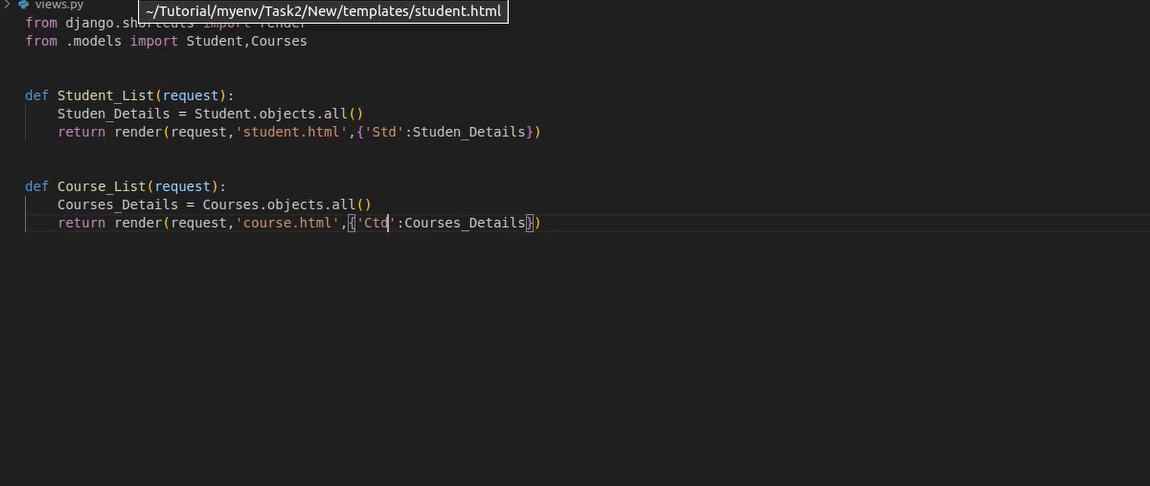 views.py
~/Tutorial/myenv/Task2/New/templates/student.html
from django.shortcuts import render
from .models import Student,Courses
def Student_List(request):
Studen_Details = Student.objects.all()
return render(request,'student.html',{'Std':Studen_Details})
def Course_List(request):
Courses_Details = Courses.objects.all()
return render(request,'course.html',{'Ctd':Courses_Details})